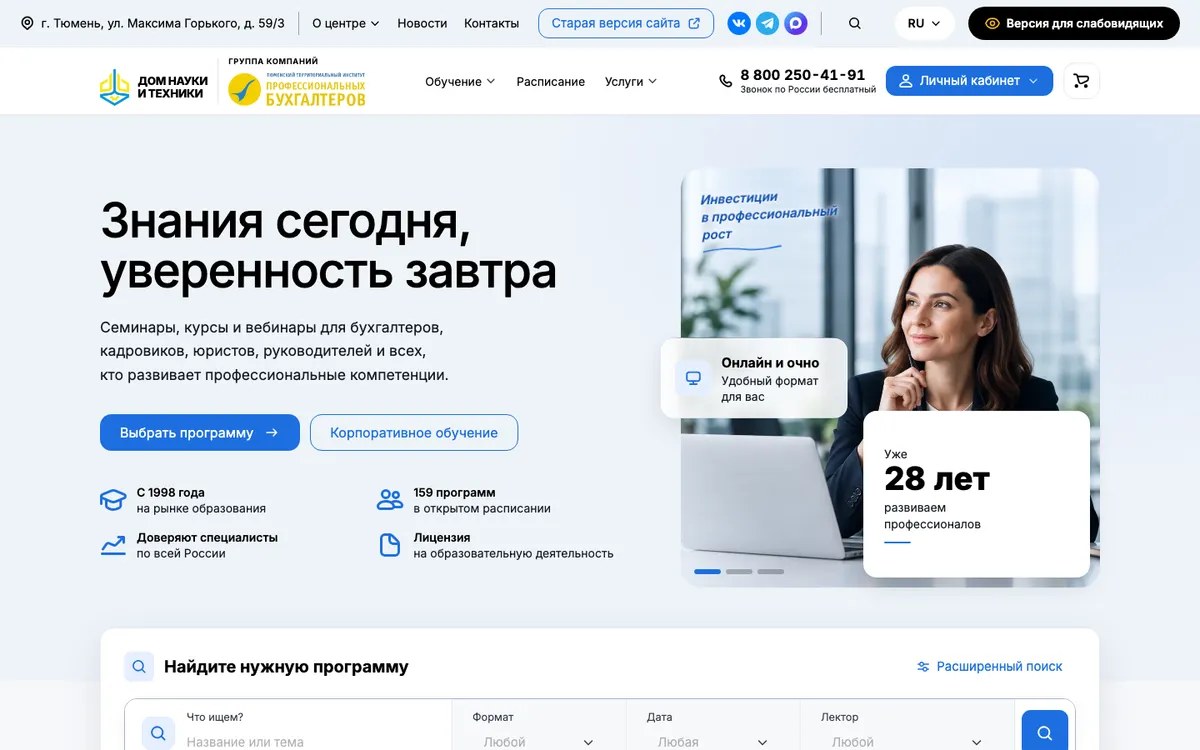 г. Тюмень, ул. Максима Горького, д. 59/3
О центре
Новости
Контакты
Старая версия сайта
RU
Версия для слабовидящих
ДОМ НАУКИ
И ТЕХНИКИ
ГРУППА КОМПАНИЙ
ТЮМЕНСКИЙ ТЕРРИТОРИАЛЬНЫЙ ИНСТИТУТ
ПРОФЕССИОНАЛЬНЫХ
БУХГАЛТЕРОВ
Обучение
Расписание
Услуги
8 800 250-41-91
Звонок по России бесплатный
Личный кабинет
Знания сегодня,
уверенность завтра
Семинары, курсы и вебинары для бухгалтеров,
кадровиков, юристов, руководителей и всех,
кто развивает профессиональные компетенции.
Выбрать программу
Корпоративное обучение
С 1998 года
на рынке образования
159 программ
в открытом расписании
Доверяют специалисты
по всей России
Лицензия
на образовательную деятельность
Инвестиции
в профессиональный
рост
Онлайн и очно
Удобный формат
для вас
Уже
28 лет
развиваем
профессионалов
Найдите нужную программу
Расширенный поиск
Что ищем?
Название или тема
Формат
Любой
Дата
Любая
Лектор
Любой